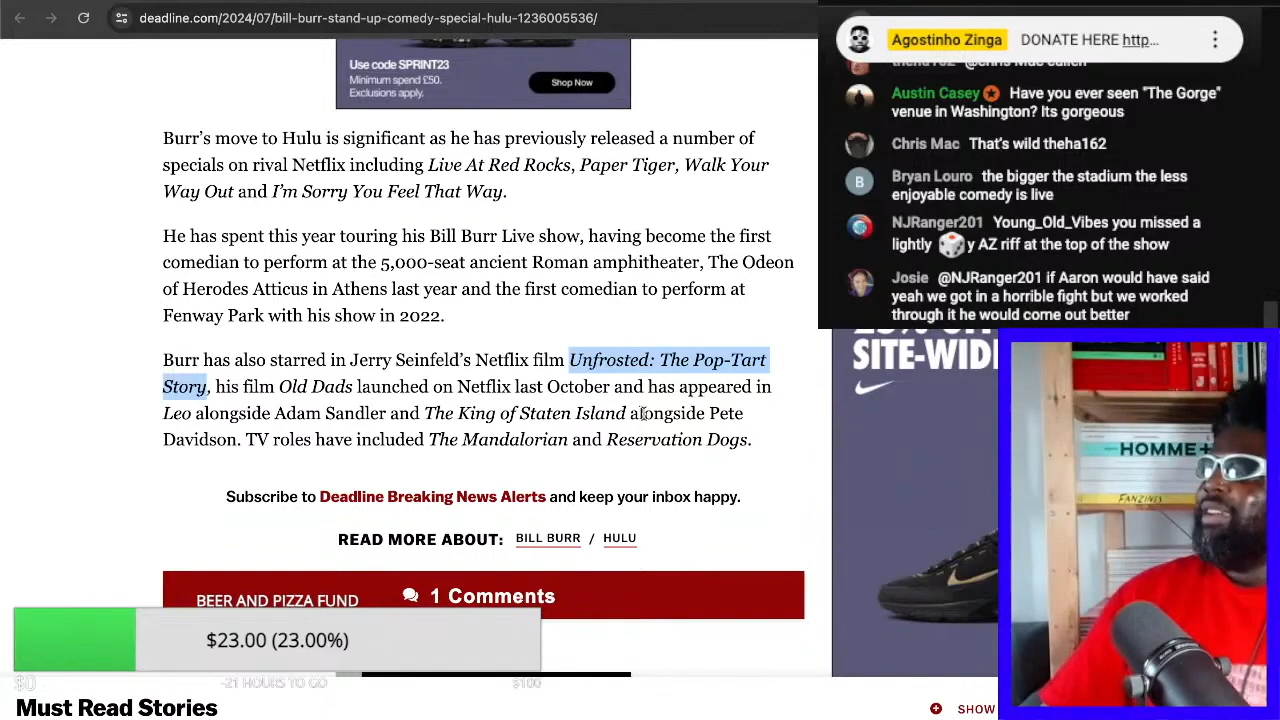 deadline.com/2024/07/bill-burr-stand-up-comedy-special-hulu-1236005536/
Use code SPRINT23
Minimum spend £50.
Exclusions apply.
Shop Now
Burr's move to Hulu is significant as he has previously released a number of
specials on rival Netflix including Live At Red Rocks, Paper Tiger, Walk Your
Way Out and I'm Sorry You Feel That Way.
He has spent this year touring his Bill Burr Live show, having become the first
comedian to perform at the 5,000-seat ancient Roman amphitheater, The Odeon
of Herodes Atticus in Athens last year and the first comedian to perform at
Fenway Park with his show in 2022.
Burr has also starred in Jerry Seinfeld's Netflix film Unfrosted: The Pop-Tart
Story, his film Old Dads launched on Netflix last October and has appeared in
Leo alongside Adam Sandler and The King of Staten Island alongside Pete
Davidson. TV roles have included The Mandalorian and Reservation Dogs.
Subscribe to Deadline Breaking News Alerts and keep your inbox happy.
READ MORE ABOUT: BILL BURR / HULU
1 Comments
BEER AND PIZZA FUND
$23.00 (23.00%)
$0 -21 HOURS TO GO $100
Must Read Stories
SHOW
Agostinho Zinga DONATE HERE http...
Austin Casey Have you ever seen "The Gorge"
venue in Washington? Its gorgeous
Chris Mac That's wild theha162
B Bryan Louro the bigger the stadium the less
enjoyable comedy is live
NJRanger201 Young_Old_Vibes you missed a
lightly y AZ riff at the top of the show
Josie @NJRanger201 if Aaron would have said
yeah we got in a horrible fight but we worked
through it he would come out better
SITE-WID
HOMME+
FANZINES